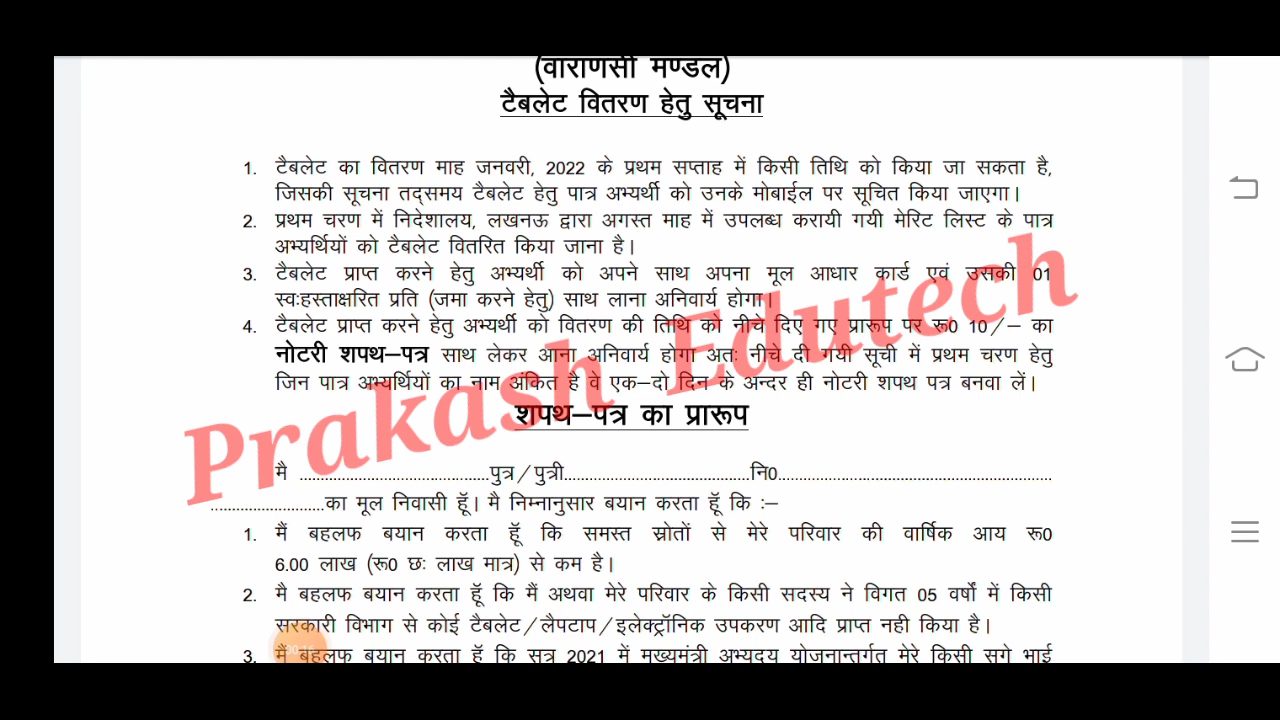 (वाराणसी मण्डल)
टैबलेट वितरण हेतु सूचना
1. टैबलेट का वितरण माह जनवरी, 2022 के प्रथम सप्ताह में किसी तिथि को किया जा सकता है,
जिसकी सूचना तद्समय टैबलेट हेतु पात्र अभ्यर्थी को उनके मोबाईल पर सूचित किया जाएगा।
2. प्रथम चरण में निदेशालय, लखनऊ द्वारा अगस्त माह में उपलब्ध करायी गयी मेरिट लिस्ट के पात्र
अभ्यर्थियों को टैबलेट वितरित किया जाना है।
3. टैबलेट प्राप्त करने हेतु अभ्यर्थी को अपने साथ अपना मूल आधार कार्ड एवं उसकी 01
स्वःहस्ताक्षरित प्रति (जमा करने हेतु) साथ लाना अनिवार्य होगा।
4. टैबलेट प्राप्त करने हेतु अभ्यर्थी को वितरण की तिथि को नीचे दिए गए प्रारूप पर रू0 10/– का
नोटरी शपथ–पत्र साथ लेकर आना अनिवार्य होगा अतः नीचे दी गयी सूची में प्रथम चरण हेतु
जिन पात्र अभ्यर्थियों का नाम अंकित है वे एक–दो दिन के अन्दर ही नोटरी शपथ पत्र बनवा लें।
Prakash Edutech
शपथ–पत्र का प्रारूप
मै ........................................पुत्र/पुत्री........................................नि0..........................................................
........................का मूल निवासी हूॅ। मै निम्नानुसार बयान करता हूॅ कि :–
1. मैं बहलफ बयान करता हूॅ कि समस्त स्रोतों से मेरे परिवार की वार्षिक आय रू0
6.00 लाख (रू0 छः लाख मात्र) से कम है।
2. मै बहलफ बयान करता हूॅ कि मैं अथवा मेरे परिवार के किसी सदस्य ने विगत 05 वर्षों में किसी
सरकारी विभाग से कोई टैबलेट/लैपटाप/इलेक्ट्रॉनिक उपकरण आदि प्राप्त नही किया है।
3. मैं बहलफ बयान करता हूॅ कि सत्र 2021 में मुख्यमंत्री अभ्युदय योजनान्तर्गत मेरे किसी सगे भाई